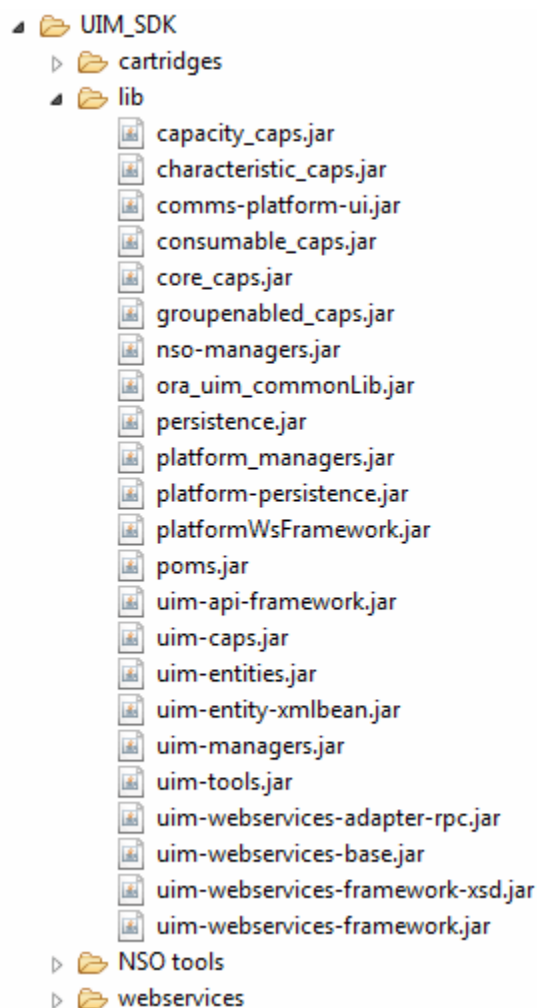 UIM_SDK
cartridges
lib
capacity_caps.jar
characteristic_caps.jar
comms-platform-ui.jar
consumable_caps.jar
core_caps.jar
groupenabled_caps.jar
nso-managers.jar
ora_uim_commonLib.jar
persistence.jar
platform_managers.jar
platform-persistence.jar
platformWsFramework.jar
poms.jar
uim-api-framework.jar
uim-caps.jar
uim-entities.jar
uim-entity-xmlbean.jar
uim-managers.jar
uim-tools.jar
uim-webservices-adapter-rpc.jar
uim-webservices-base.jar
uim-webservices-framework-xsd.jar
uim-webservices-framework.jar
NSO tools
webservices